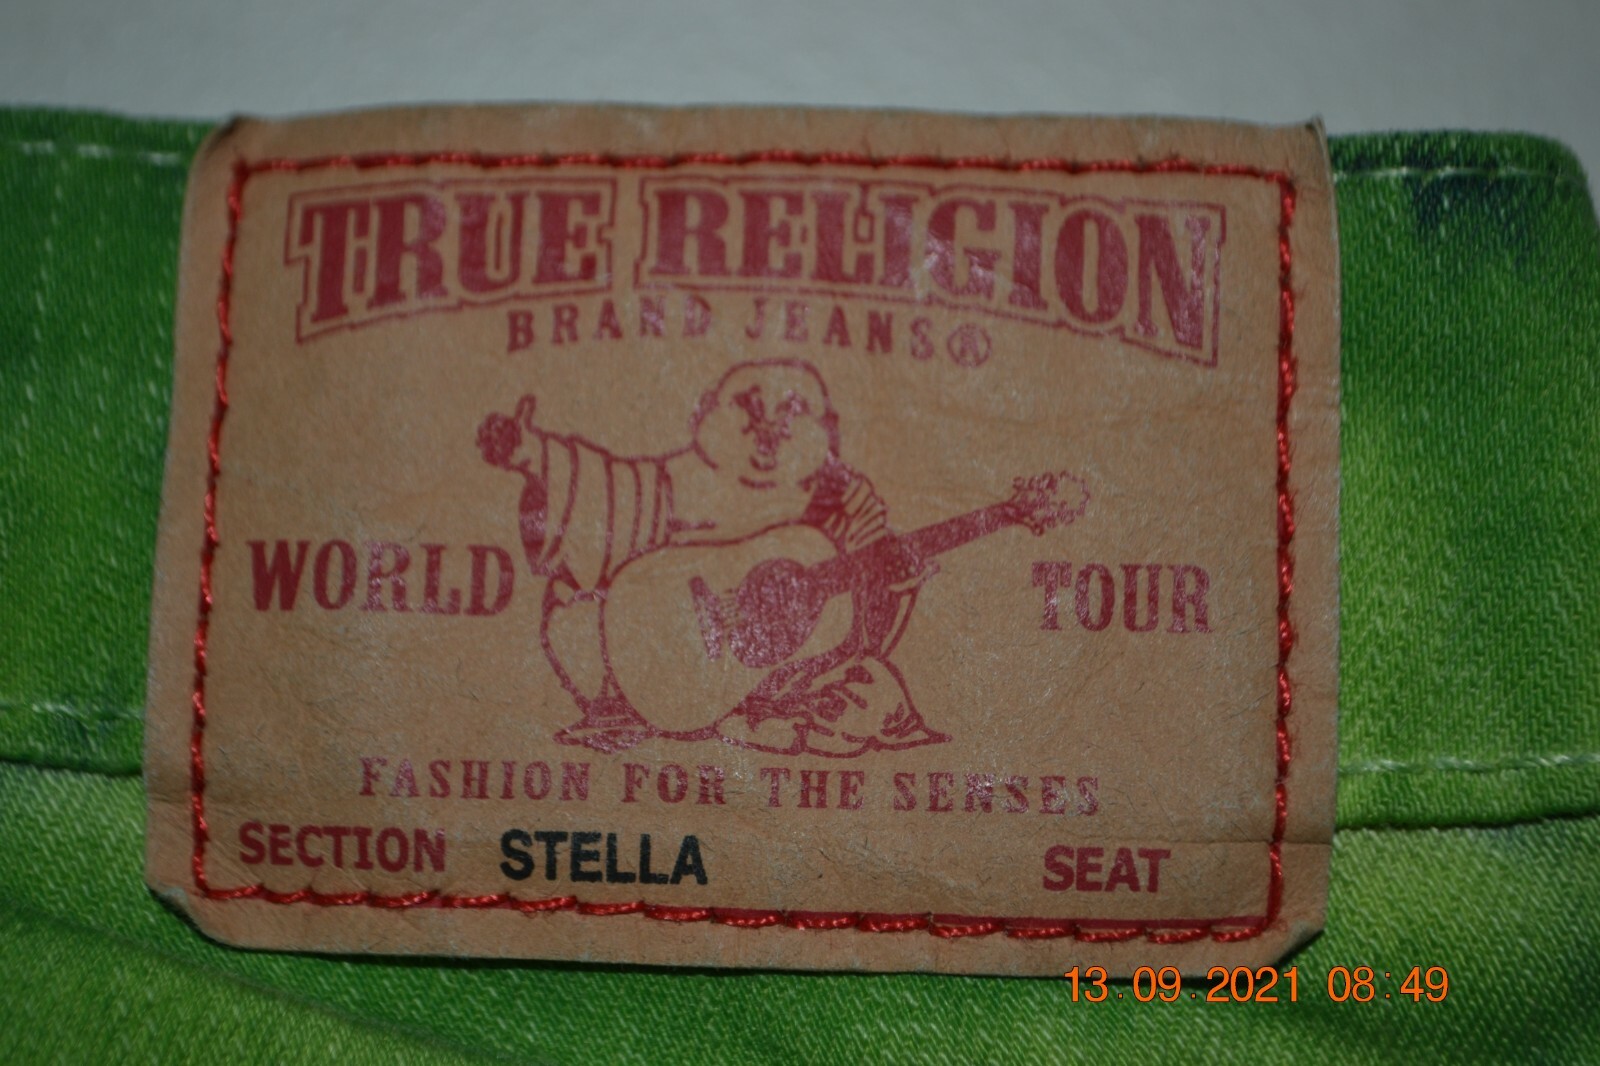 TRUE RELIGION
BRAND JEANS®
WORLD TOUR
FASHION FOR THE SENSES
SECTION STELLA SEAT
13.09.2021 08:49